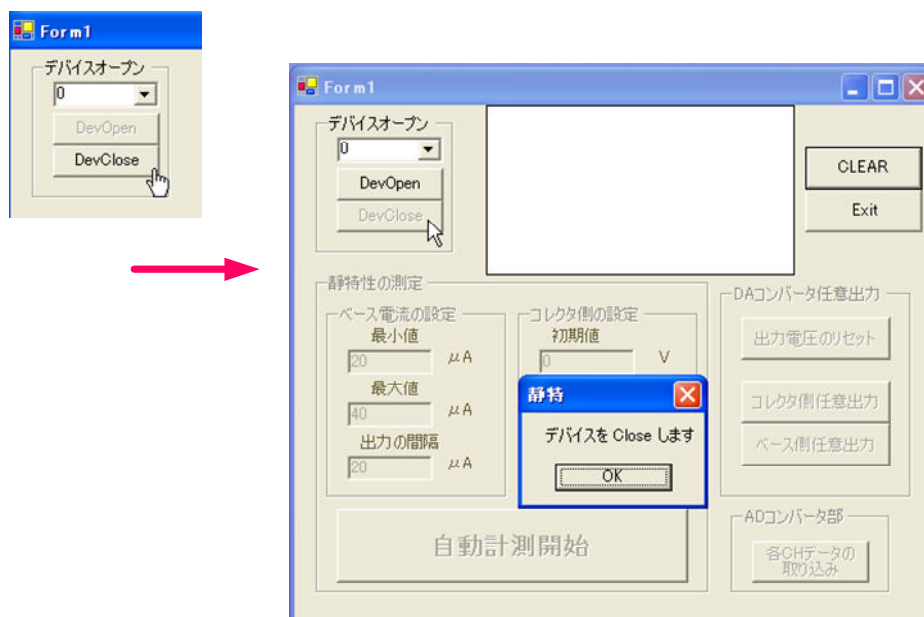 Form1
デバイスオープン
0
DevOpen
DevClose
Form1
デバイスオープン
0
DevOpen
DevClose
CLEAR
Exit
静特性の測定
ベース電流の設定
最小値
20 μA
最大値
40 μA
出力の間隔
20 μA
コレクタ側の設定
初期値
0 V
静特
デバイスを Close します
OK
自動計測開始
DAコンバータ任意出力
出力電圧のリセット
コレクタ側任意出力
ベース側任意出力
ADコンバータ部
各CHデータの
取り込み